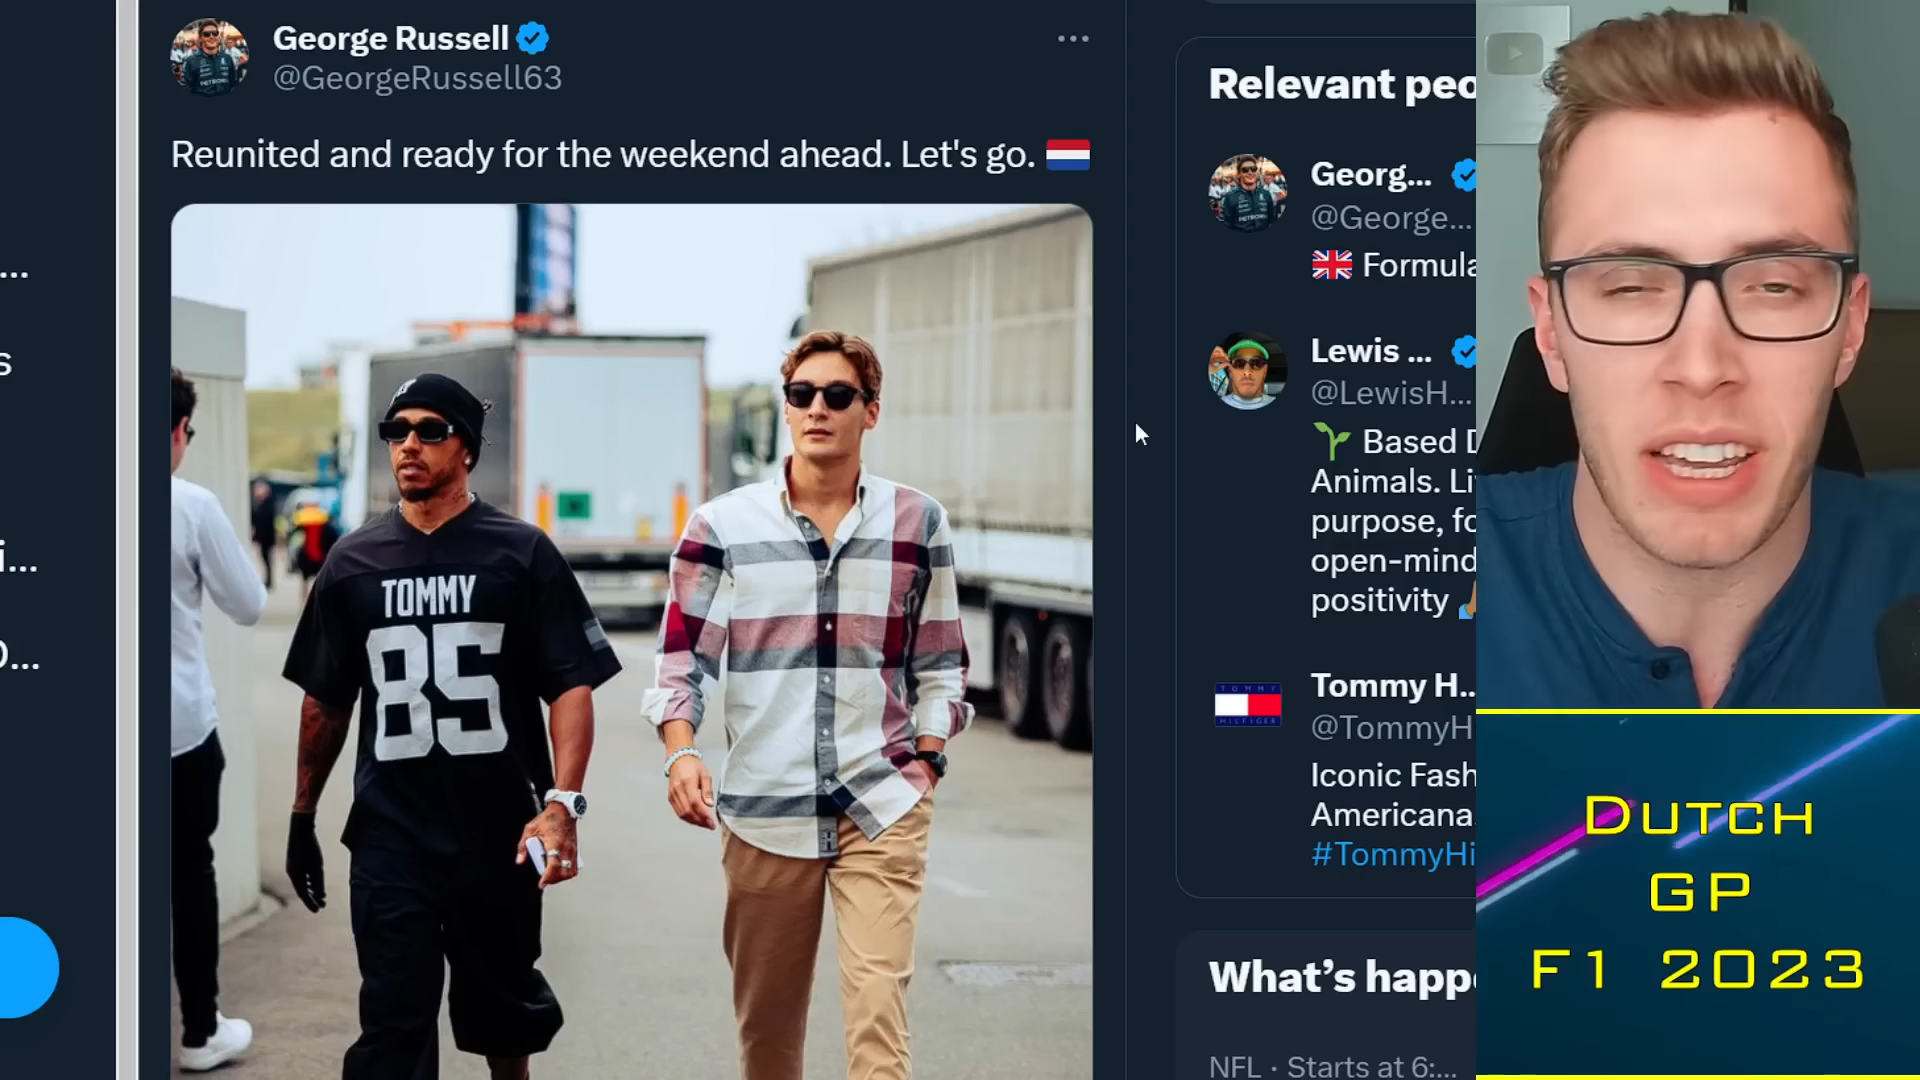 George Russell
@GeorgeRussell63
Reunited and ready for the weekend ahead. Let's go.
TOMMY
85
Relevant peo
Georg...
@George...
Formula
Lewis ...
@LewisH...
Based
Animals. Li
purpose, fo
open-mind
positivity
TOMMY
HILFIGER
Tommy H..
@TommyH
Iconic Fash
Americana
#TommyHi
What's happ
NFL · Starts at 6:...
DUTCH
GP
F1 2023